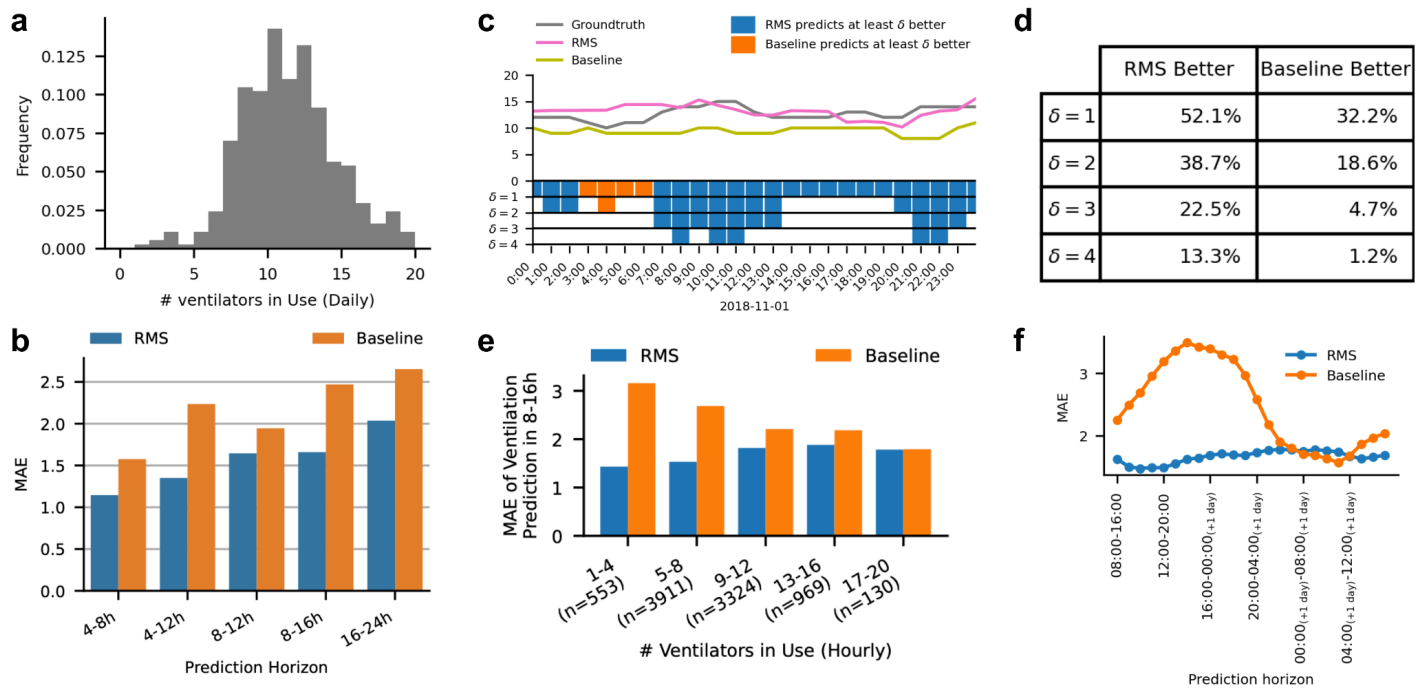 a
0.125
0.100
0.075
0.050
0.025
0.000
Frequency
0
5
10
15
20
# ventilators in Use (Daily)
b
RMS
Baseline
2.5
2.0
1.5
1.0
0.5
0.0
MAE
4-8h
4-12h
8-12h
8-16h
16-24h
Prediction Horizon
c
Groundtruth
RMS
Baseline
RMS predicts at least δ better
Baseline predicts at least δ better
20
15
10
5
0
δ = 1
δ = 2
δ = 3
δ = 4
0:00
1:00
2:00
3:00
4:00
5:00
6:00
7:00
8:00
9:00
10:00
11:00
12:00
13:00
14:00
15:00
16:00
17:00
18:00
19:00
20:00
21:00
22:00
23:00
2018-11-01
d
RMS Better
Baseline Better
δ = 1
52.1%
32.2%
δ = 2
38.7%
18.6%
δ = 3
22.5%
4.7%
δ = 4
13.3%
1.2%
e
RMS
Baseline
3
2
1
0
MAE of Ventilation
Prediction in 8-16h
1-4
(n=553)
5-8
(n=3911)
9-12
(n=3324)
13-16
(n=969)
17-20
(n=130)
# Ventilators in Use (Hourly)
f
RMS
Baseline
3
2
MAE
08:00-16:00
12:00-20:00
16:00-00:00(+1 day)
20:00-04:00(+1 day)
00:00(+1 day)-08:00(+1 day)
04:00(+1 day)-12:00(+1 day)
Prediction horizon